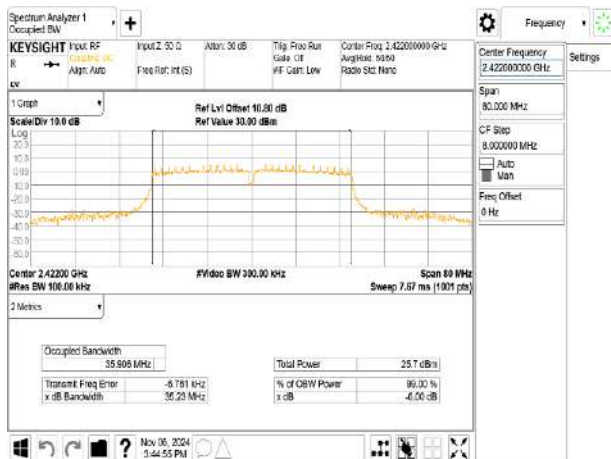 Spectrum Analyzer 1
Occupied BW
Frequency
KEYSIGHT
Input: RF
Coupling: DC
Align: Auto
Input Z: 50 Ω
Freq Ref: Int (S)
Atten: 30 dB
Trig: Free Run
Gate: Off
#IF Gain: Low
Center Freq: 2.422000000 GHz
Avg|Hold: 50/50
Radio Std: None
R
Center Frequency
2.422000000 GHz
Settings
Span
80.000 MHz
CF Step
8.000000 MHz
Auto
Man
Freq Offset
0 Hz
1 Graph
Scale/Div 10.0 dB
Ref Lvl Offset 10.80 dB
Ref Value 30.00 dBm
Log
20.0
10.0
0.00
-10.0
-20.0
-30.0
-40.0
-50.0
-60.0
Center 2.42200 GHz
#Res BW 100.00 kHz
#Video BW 300.00 kHz
Span 80 MHz
Sweep 7.67 ms (1001 pts)
2 Metrics
Occupied Bandwidth
35.906 MHz
Total Power 25.7 dBm
Transmit Freq Error -6.761 kHz
% of OBW Power 99.00 %
x dB Bandwidth 35.23 MHz
x dB -6.00 dB
?
Nov 06, 2024
3:44:55 PM